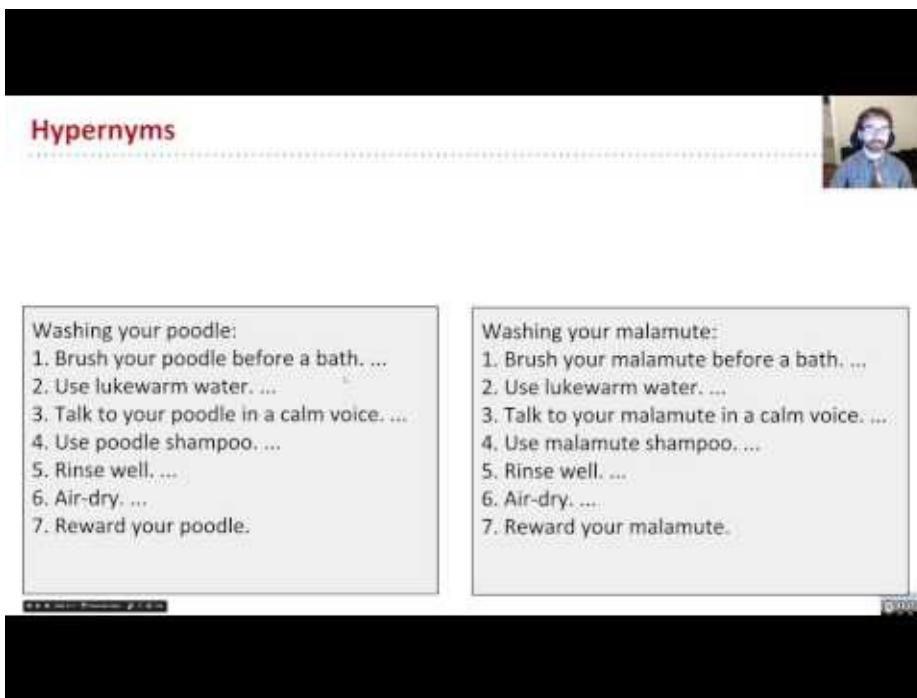 Hypernyms
Washing your poodle:
1. Brush your poodle before a bath. ...
2. Use lukewarm water. ...
3. Talk to your poodle in a calm voice. ...
4. Use poodle shampoo. ...
5. Rinse well. ...
6. Air-dry. ...
7. Reward your poodle.
Washing your malamute:
1. Brush your malamute before a bath. ...
2. Use lukewarm water. ...
3. Talk to your malamute in a calm voice. ...
4. Use malamute shampoo. ...
5. Rinse well. ...
6. Air-dry. ...
7. Reward your malamute.